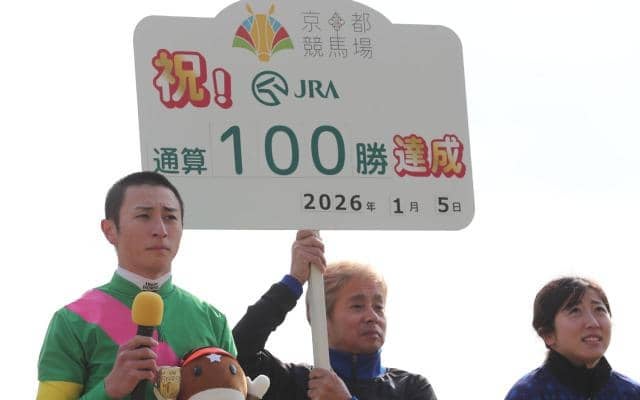 京都
競馬場
祝!
JRA
通算100勝達成
2026年1月5日